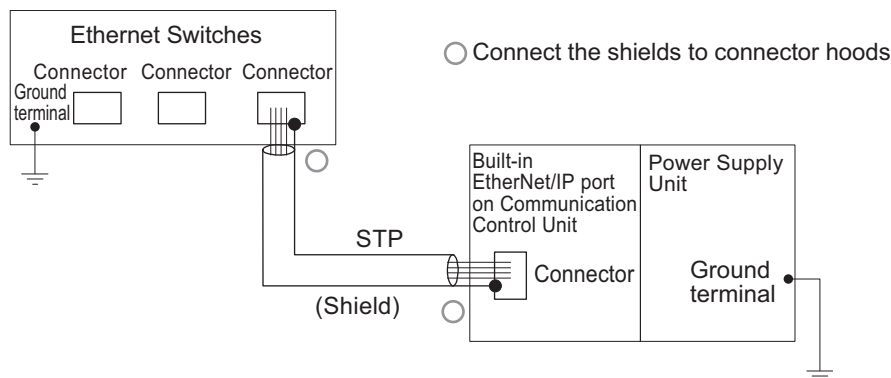 Ethernet Switches
Connect the shields to connector hoods
Connector
Connector
Connector
Ground
terminal
Built-in
EtherNet/IP port
on Communication
Control Unit
Power Supply
Unit
STP
Connector
Ground
terminal
(Shield)